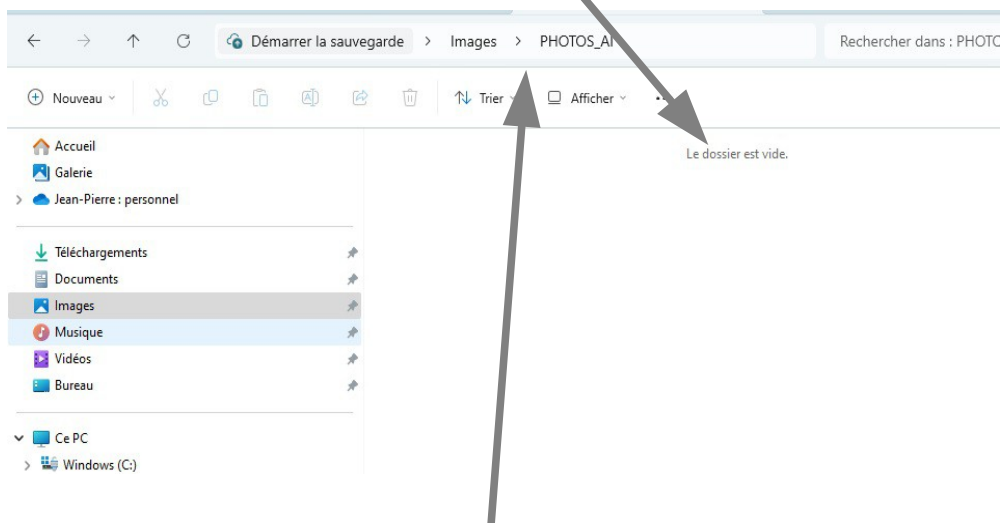 Démarrer la sauvegarde > Images > PHOTOS_AI
Rechercher dans : PHOTO
Nouveau
Trier
Afficher
Accueil
Galerie
Le dossier est vide.
Jean-Pierre : personnel
Téléchargements
Documents
Images
Musique
Vidéos
Bureau
Ce PC
Windows (C:)